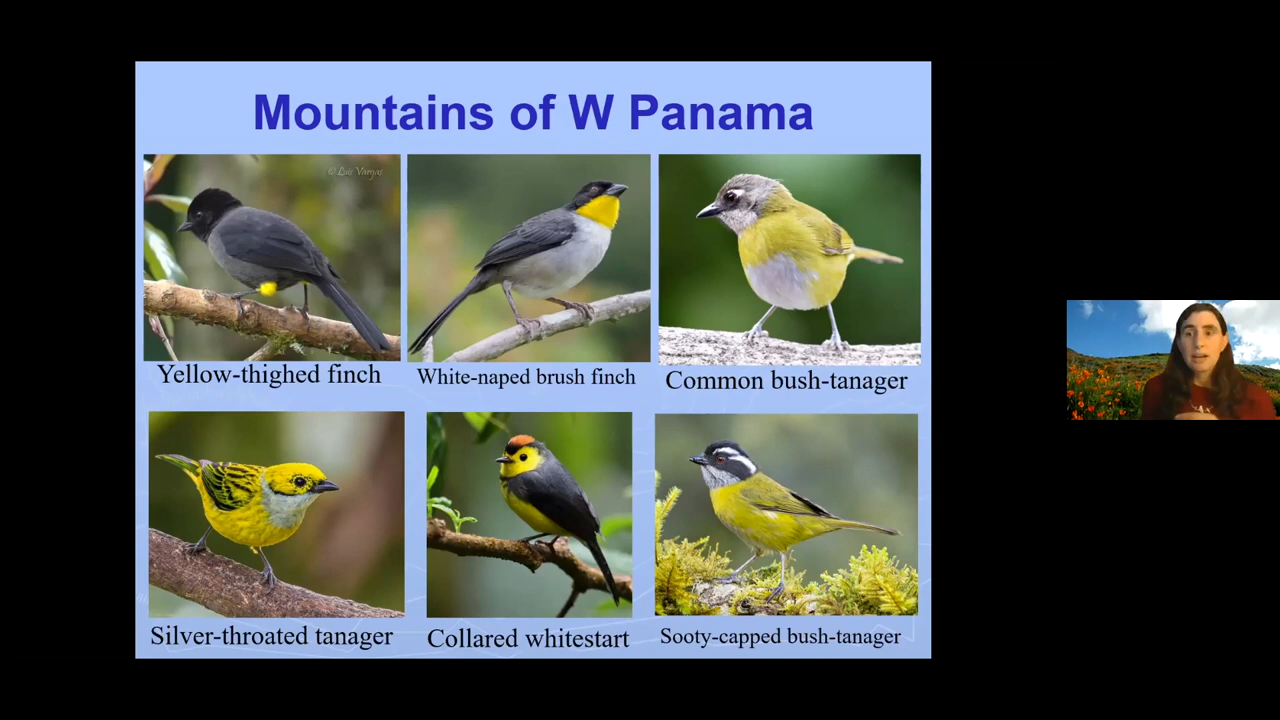 Mountains of W Panama
© Luis Vargas
Yellow-thighed finch
White-naped brush finch
Common bush-tanager
Silver-throated tanager
Collared whitestart
Sooty-capped bush-tanager